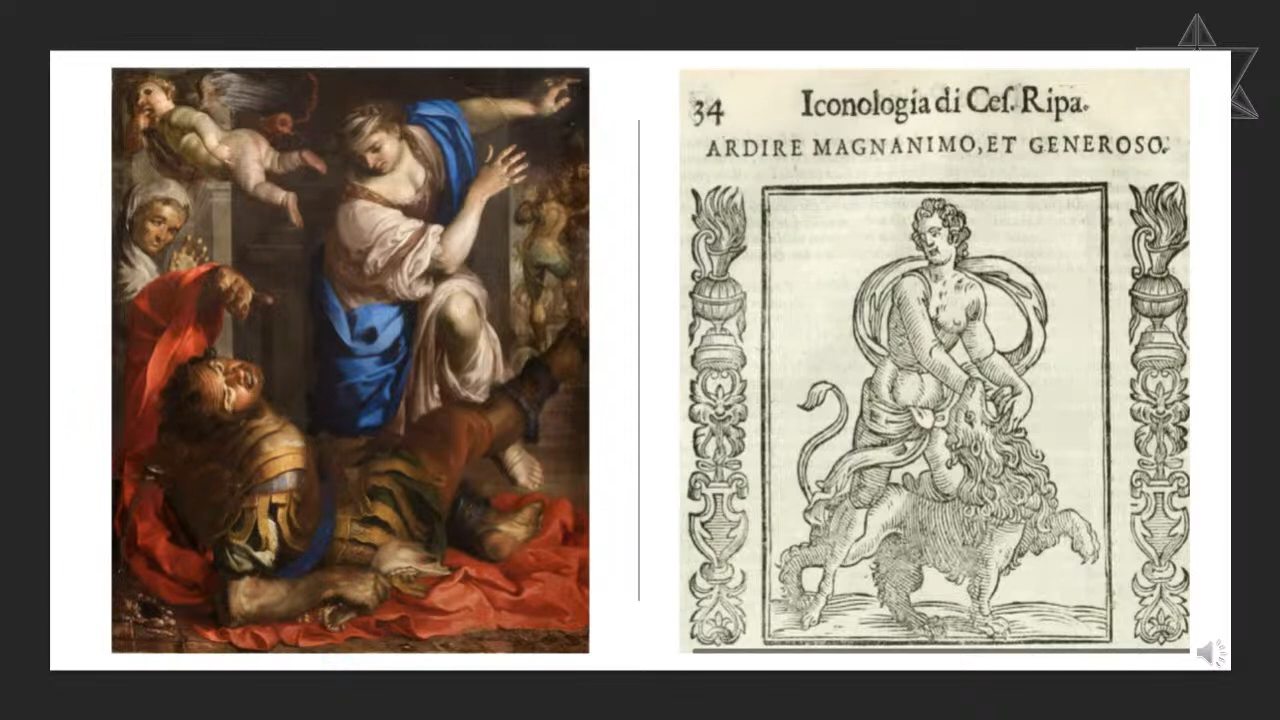 34 Iconologia di Cef. Ripa.
ARDIRE MAGNANIMO, ET GENEROSO.